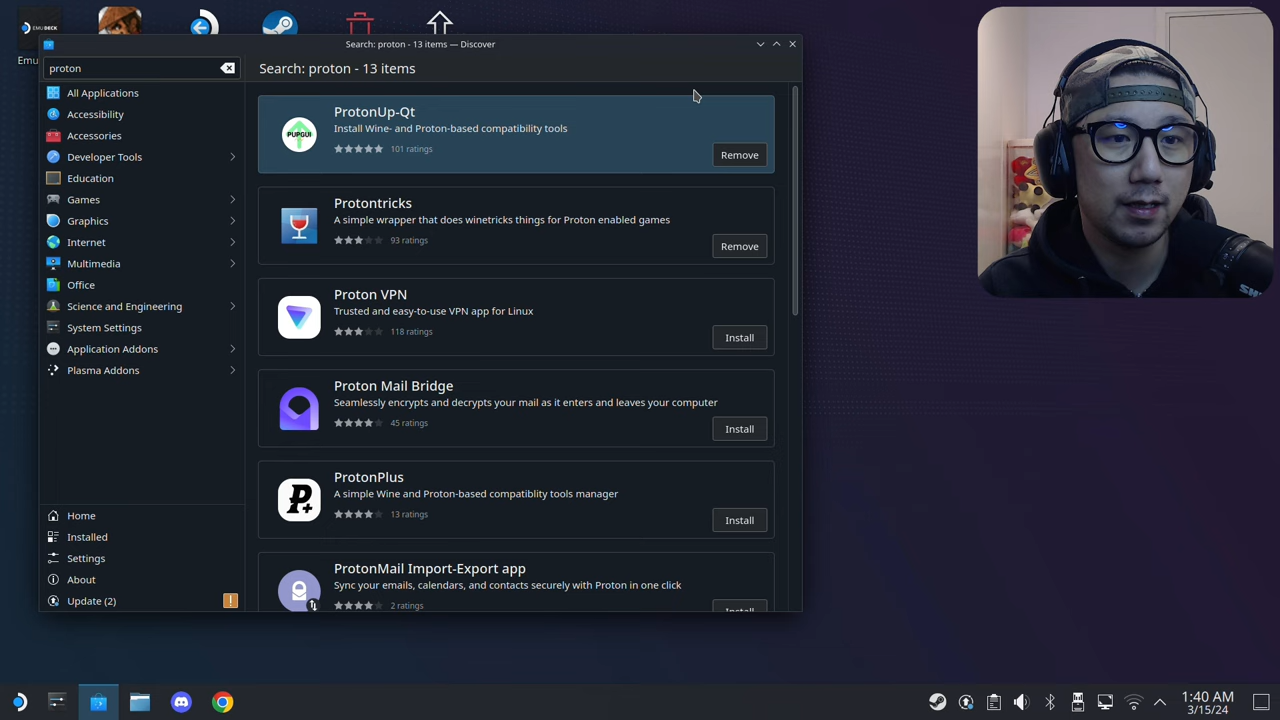 EMU DECK
Emu
Search: proton - 13 items — Discover
proton
Search: proton - 13 items
All Applications
Accessibility
Accessories
Developer Tools
Education
Games
Graphics
Internet
Multimedia
Office
Science and Engineering
System Settings
Application Addons
Plasma Addons
Home
Installed
Settings
About
Update (2)
PUPGUI
ProtonUp-Qt
Install Wine- and Proton-based compatibility tools
101 ratings
Remove
Protontricks
A simple wrapper that does winetricks things for Proton enabled games
93 ratings
Remove
Proton VPN
Trusted and easy-to-use VPN app for Linux
118 ratings
Install
Proton Mail Bridge
Seamlessly encrypts and decrypts your mail as it enters and leaves your computer
45 ratings
Install
ProtonPlus
A simple Wine and Proton-based compatiblity tools manager
13 ratings
Install
ProtonMail Import-Export app
Sync your emails, calendars, and contacts securely with Proton in one click
2 ratings
Install
1:40 AM
3/15/24